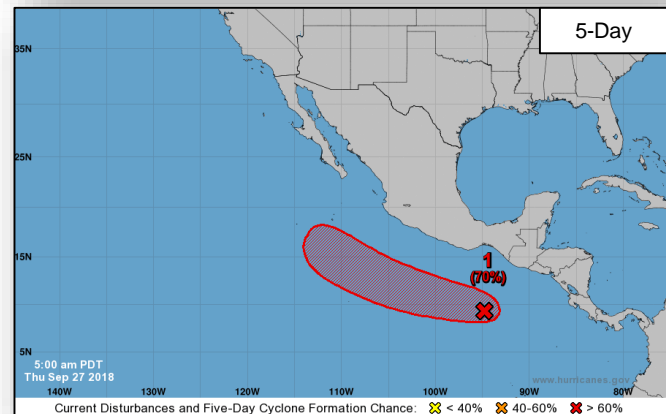 5-Day
35N
25N
15N
5N
1
(70%)
5:00 am PDT
Thu Sep 27 2018
www.hurricanes.gov
140W 130W 120W 110W 100W 90W 80W
Current Disturbances and Five-Day Cyclone Formation Chance: < 40% 40-60% > 60%